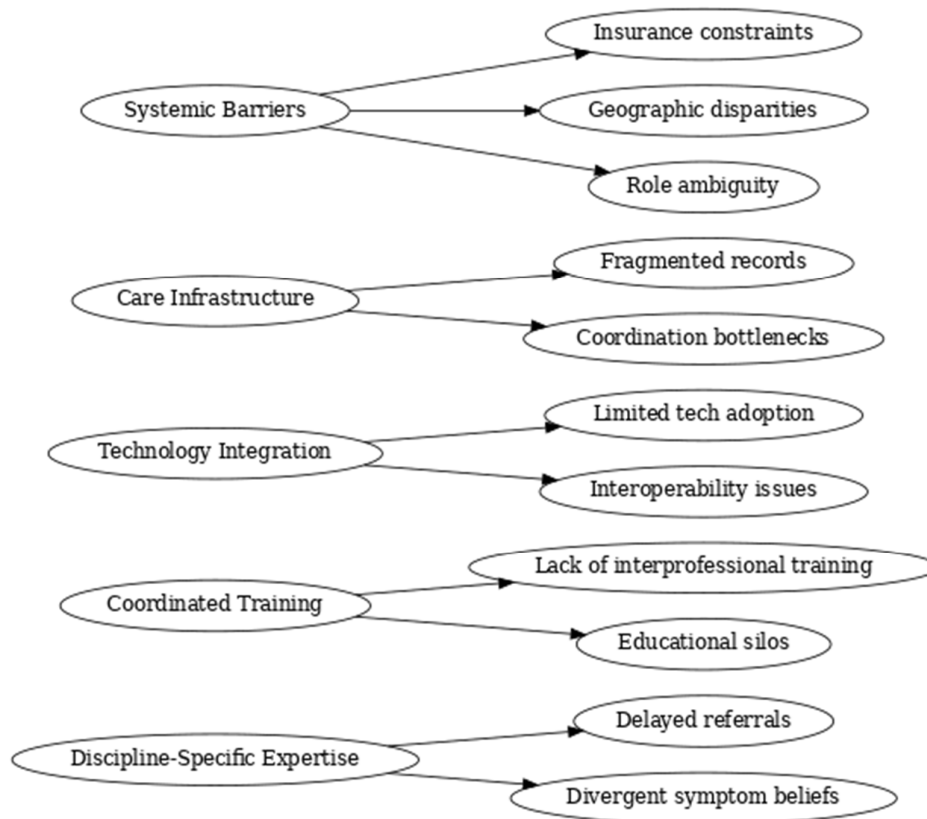 Systemic Barriers
Insurance constraints
Geographic disparities
Role ambiguity
Care Infrastructure
Fragmented records
Coordination bottlenecks
Technology Integration
Limited tech adoption
Interoperability issues
Coordinated Training
Lack of interprofessional training
Educational silos
Discipline-Specific Expertise
Delayed referrals
Divergent symptom beliefs